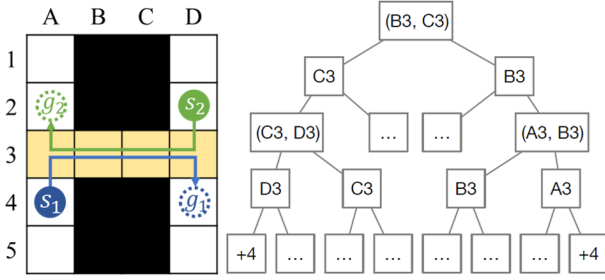 A B C D
1
2 g2 s2
3
4 s1 g1
5
(B3, C3)
C3 B3
(C3, D3) ... ... (A3, B3)
D3 C3 B3 A3
+4 ... ... ... ... ... ... +4